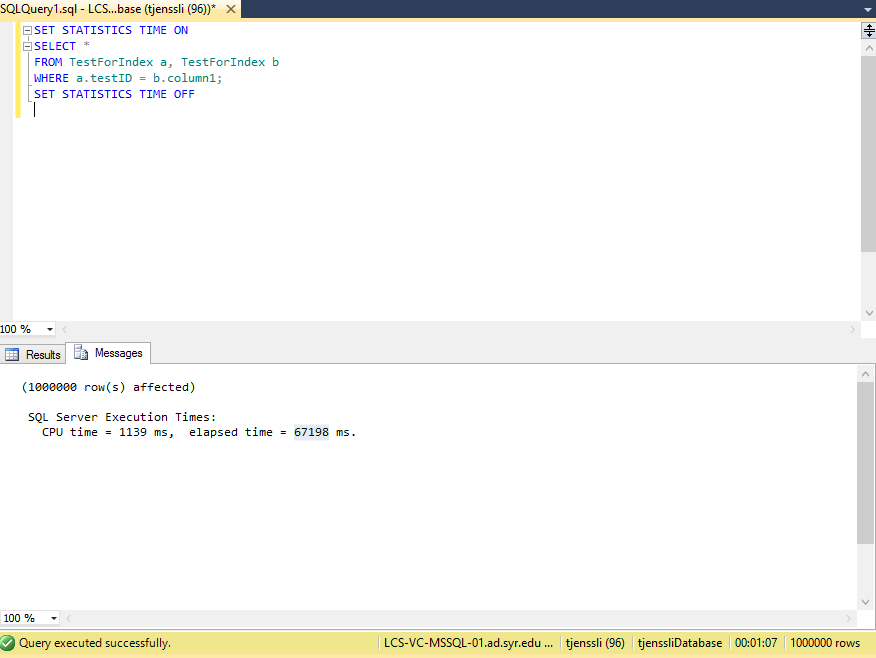 SQLQuery1.sql - LCS...base (tjenssli (96))*
SET STATISTICS TIME ON
SELECT *
FROM TestForIndex a, TestForIndex b
WHERE a.testID = b.column1;
SET STATISTICS TIME OFF
100 %
Results Messages
(1000000 row(s) affected)
SQL Server Execution Times:
CPU time = 1139 ms, elapsed time = 67198 ms.
100 %
Query executed successfully. LCS-VC-MSSQL-01.ad.syr.edu ... tjenssli (96) tjenssliDatabase 00:01:07 1000000 rows